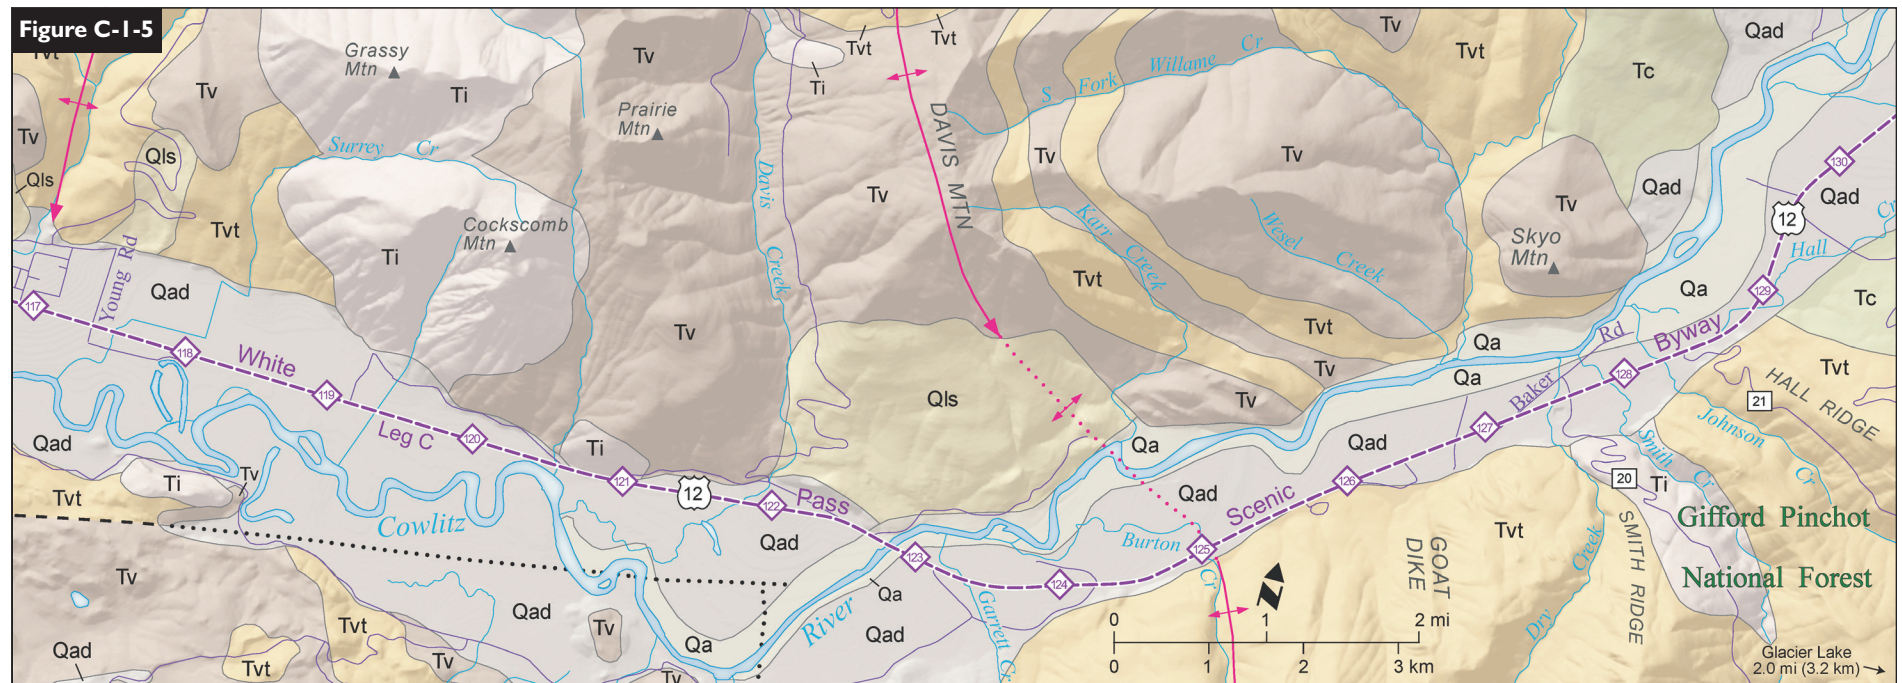 Figure C-1-5
Tvt
Grassy
Mtn
Tv
Ti
Tv
Prairie
Mtn
Ti
Tvt
Tvt
S Fork Willame Cr
Tv
Tvt
Tc
Qad
Tv
Qls
Qls
Surrey Cr
Davis Creek
DAVIS MTN
Tv
Tv
Tv
Qad
Tv
130
Qad
12
Hall
Cr
Tvt
Cockscomb
Mtn
Ti
Karr Creek
Wesel Creek
Skyo
Mtn
Young Rd
Qad
117
118
White
119
Leg C
120
Tv
Tvt
Tvt
Tv
Qa
Qa
129
Tc
Rd
Byway
Qa
128
Baker
Tvt
HALL RIDGE
21
Qad
Tvt
Ti
Tv
Ti
121
12
122
Pass
Qls
Tv
Qa
Qad
127
126
Scenic
Qad
Johnson Cr
Smith Cr
20
Ti
Cowlitz
River
Qad
123
124
Burton Cr
125
Tvt
GOAT
DIKE
Creek
Dry
SMITH RIDGE
Gifford Pinchot
National Forest
Tv
Qad
Tvt
Tvt
Tv
Qad
Tv
Qa
Tv
Qa
Qad
Garrett Cr
0 1 2 mi
0 1 2 3 km
Glacier Lake
2.0 mi (3.2 km)